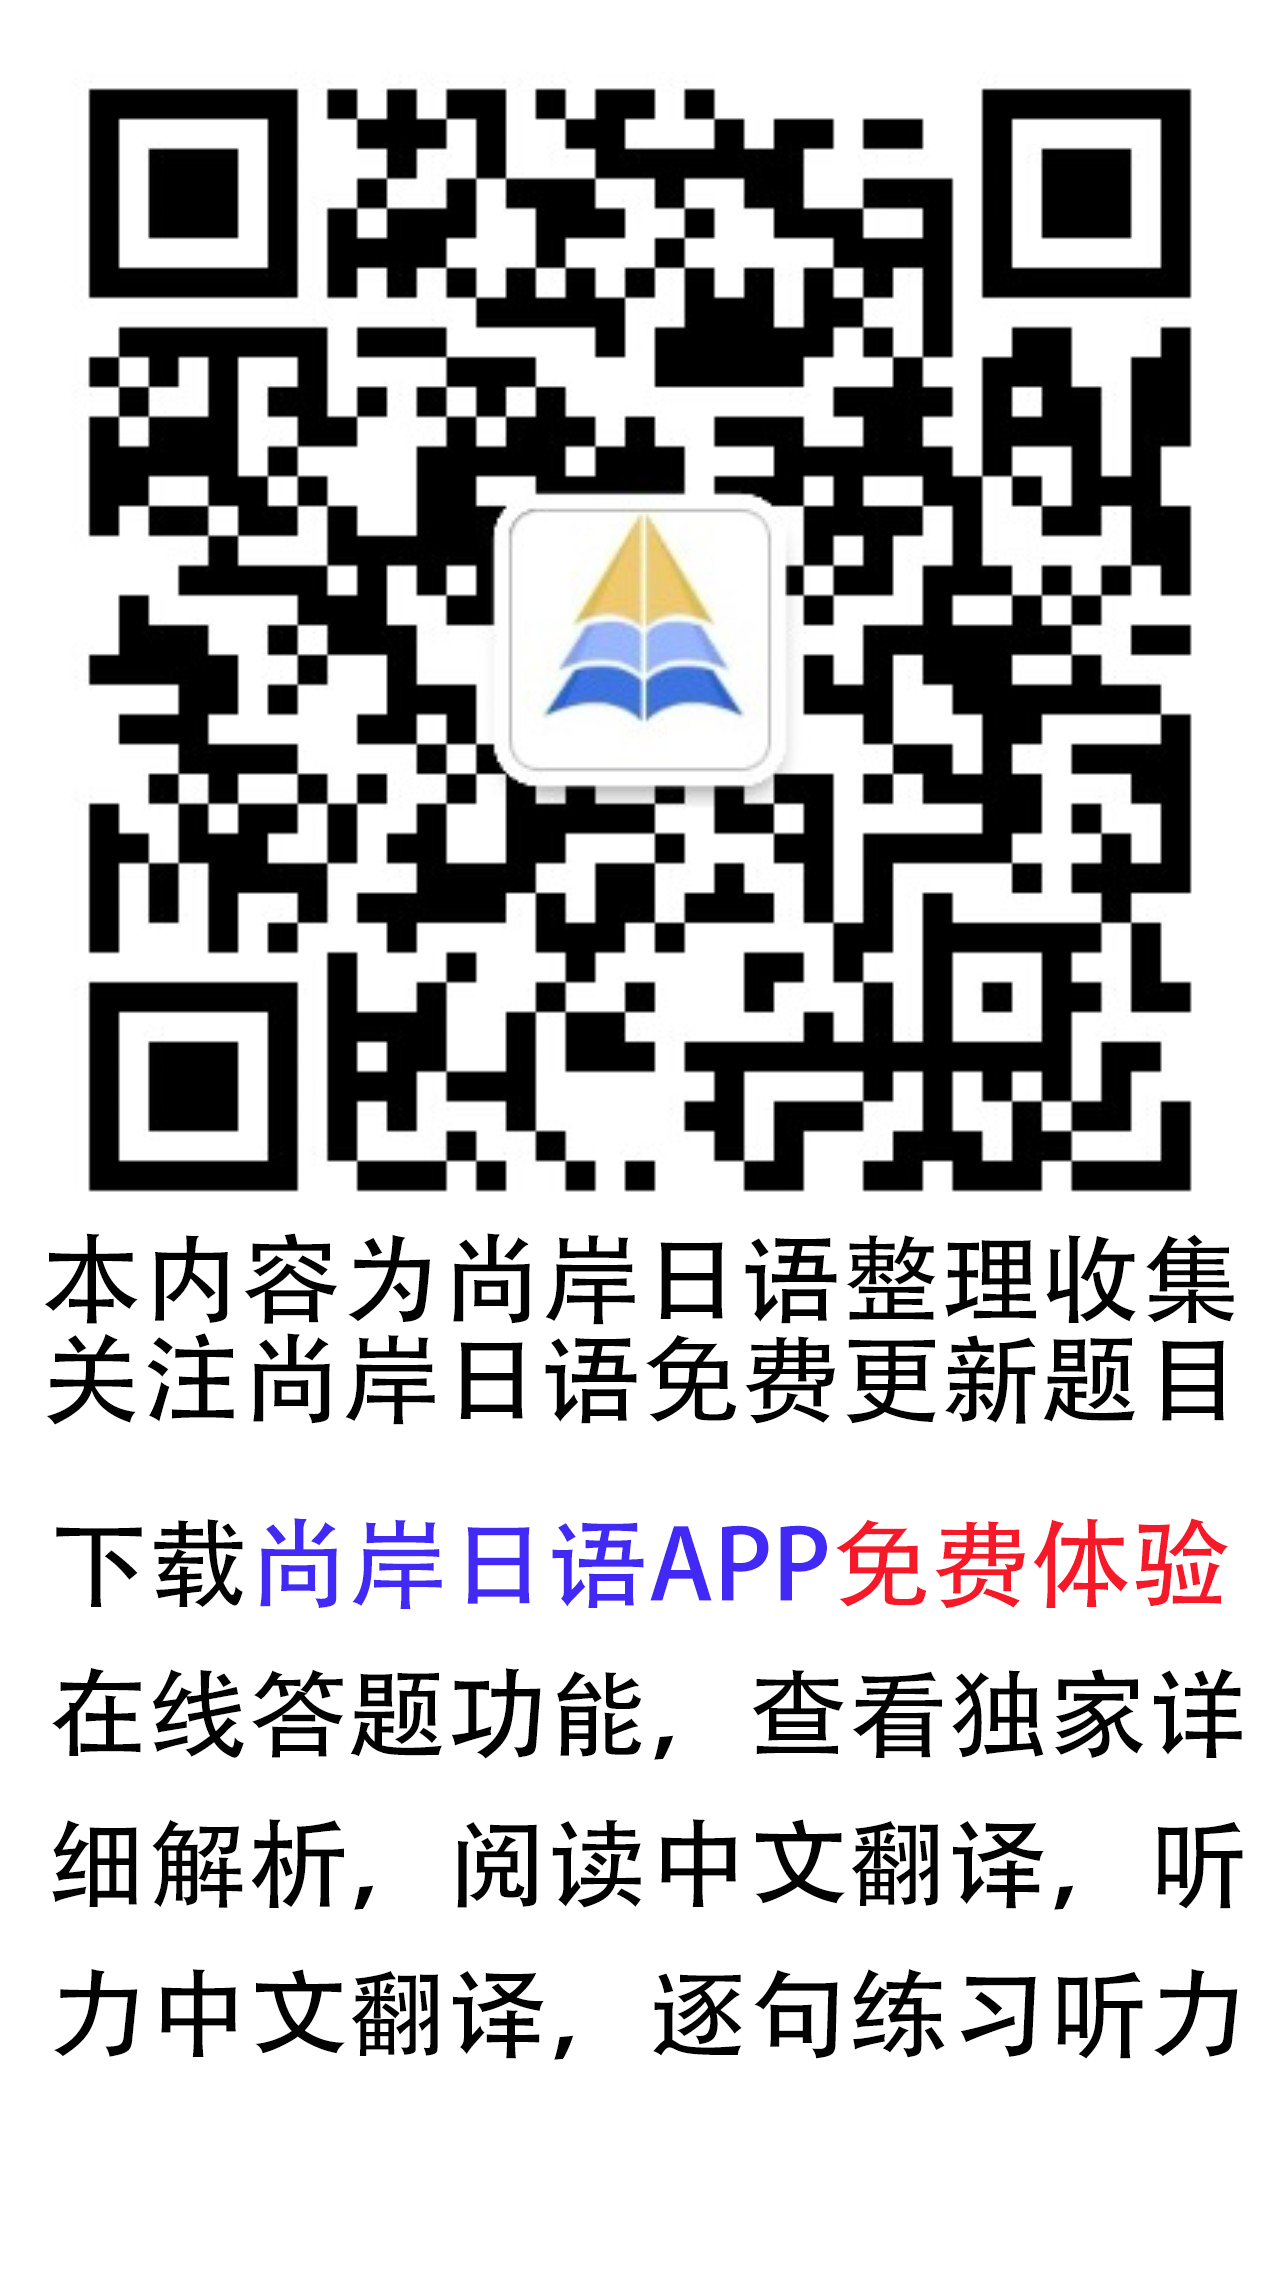 本内容为尚岸日语整理收集
关注尚岸日语免费更新题目
下载尚岸日语APP免费体验
在线答题功能，查看独家详
细解析，阅读中文翻译，听
力中文翻译，逐句练习听力